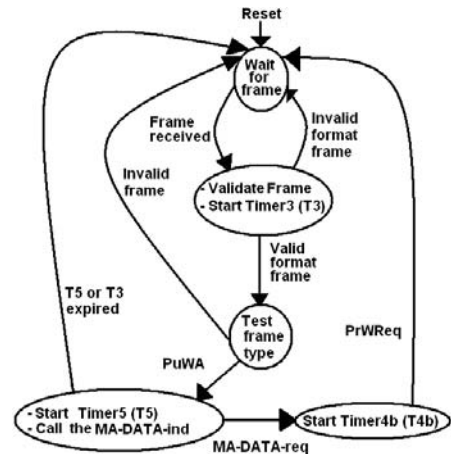 Reset
Wait
for
frame
Frame
received
Invalid
format
frame
Invalid
frame
- Validate Frame
- Start Timer3 (T3)
Valid
format
frame
T5 or T3
expired
Test
frame
type
PrWReq
PuWA
- Start Timer5 (T5)
- Call the MA-DATA-ind
Start Timer4b (T4b)
MA-DATA-req